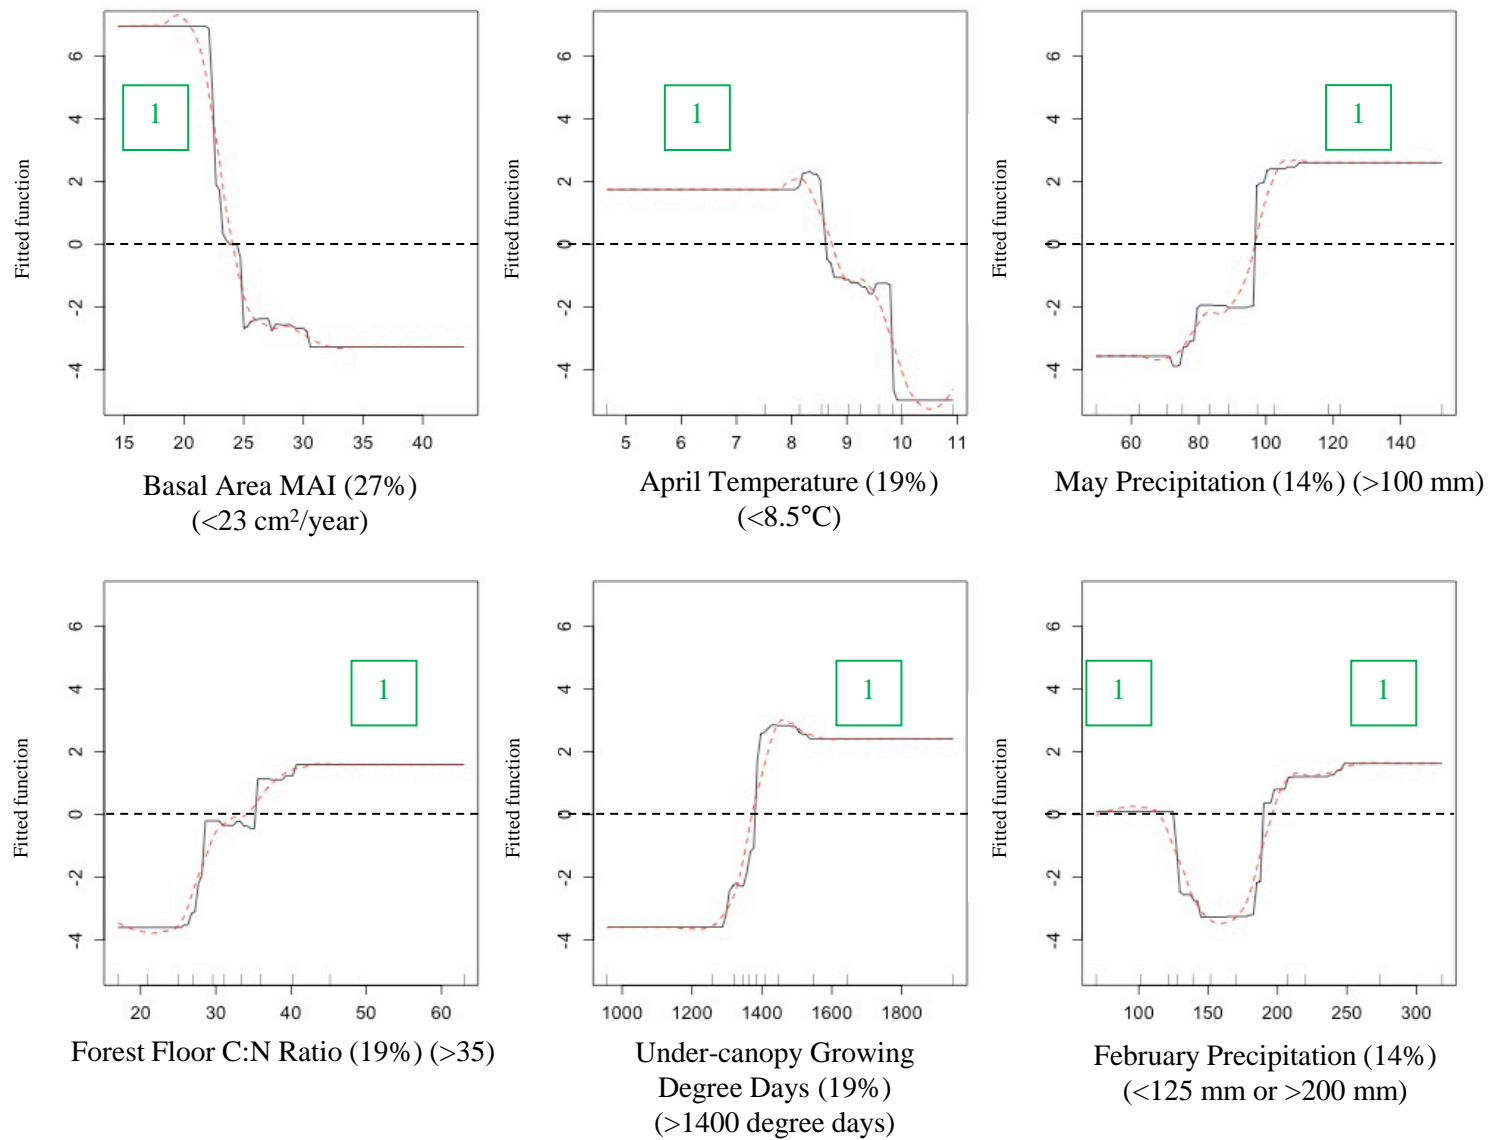 Fitted function
6
4
2
0
-2
-4
1
15 20 25 30 35 40
Basal Area MAI (27%)
(<23 cm²/year)
Fitted function
6
4
2
0
-2
-4
1
5 6 7 8 9 10 11
April Temperature (19%)
(<8.5°C)
Fitted function
6
4
2
0
-2
-4
1
60 80 100 120 140
May Precipitation (14%) (>100 mm)
Fitted function
6
4
2
0
-2
-4
1
20 30 40 50 60
Forest Floor C:N Ratio (19%) (>35)
Fitted function
6
4
2
0
-2
-4
1
1000 1200 1400 1600 1800
Under-canopy Growing
Degree Days (19%)
(>1400 degree days)
Fitted function
6
4
2
0
-2
-4
1 1
100 150 200 250 300
February Precipitation (14%)
(<125 mm or >200 mm)